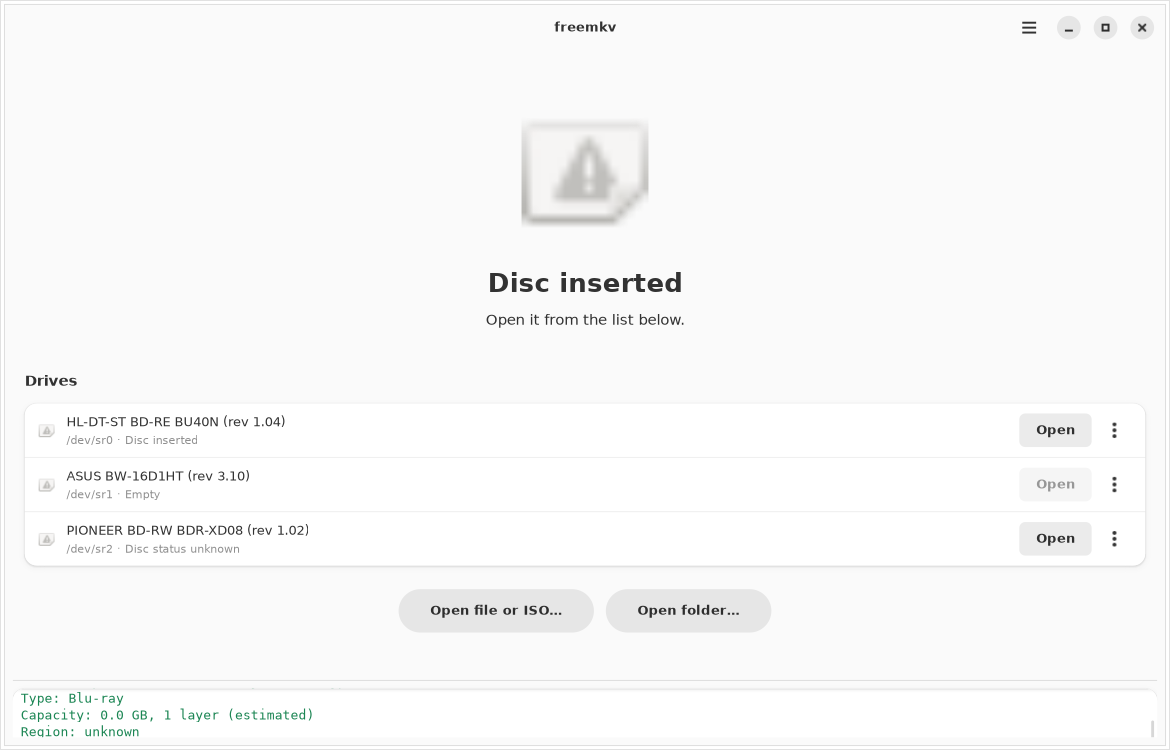 freemkv
Disc inserted
Open it from the list below.
Drives
HL-DT-ST BD-RE BU40N (rev 1.04)
/dev/sr0 · Disc inserted
Open
ASUS BW-16D1HT (rev 3.10)
/dev/sr1 · Empty
Open
PIONEER BD-RW BDR-XD08 (rev 1.02)
/dev/sr2 · Disc status unknown
Open
Open file or ISO...
Open folder...
Type: Blu-ray
Capacity: 0.0 GB, 1 layer (estimated)
Region: unknown